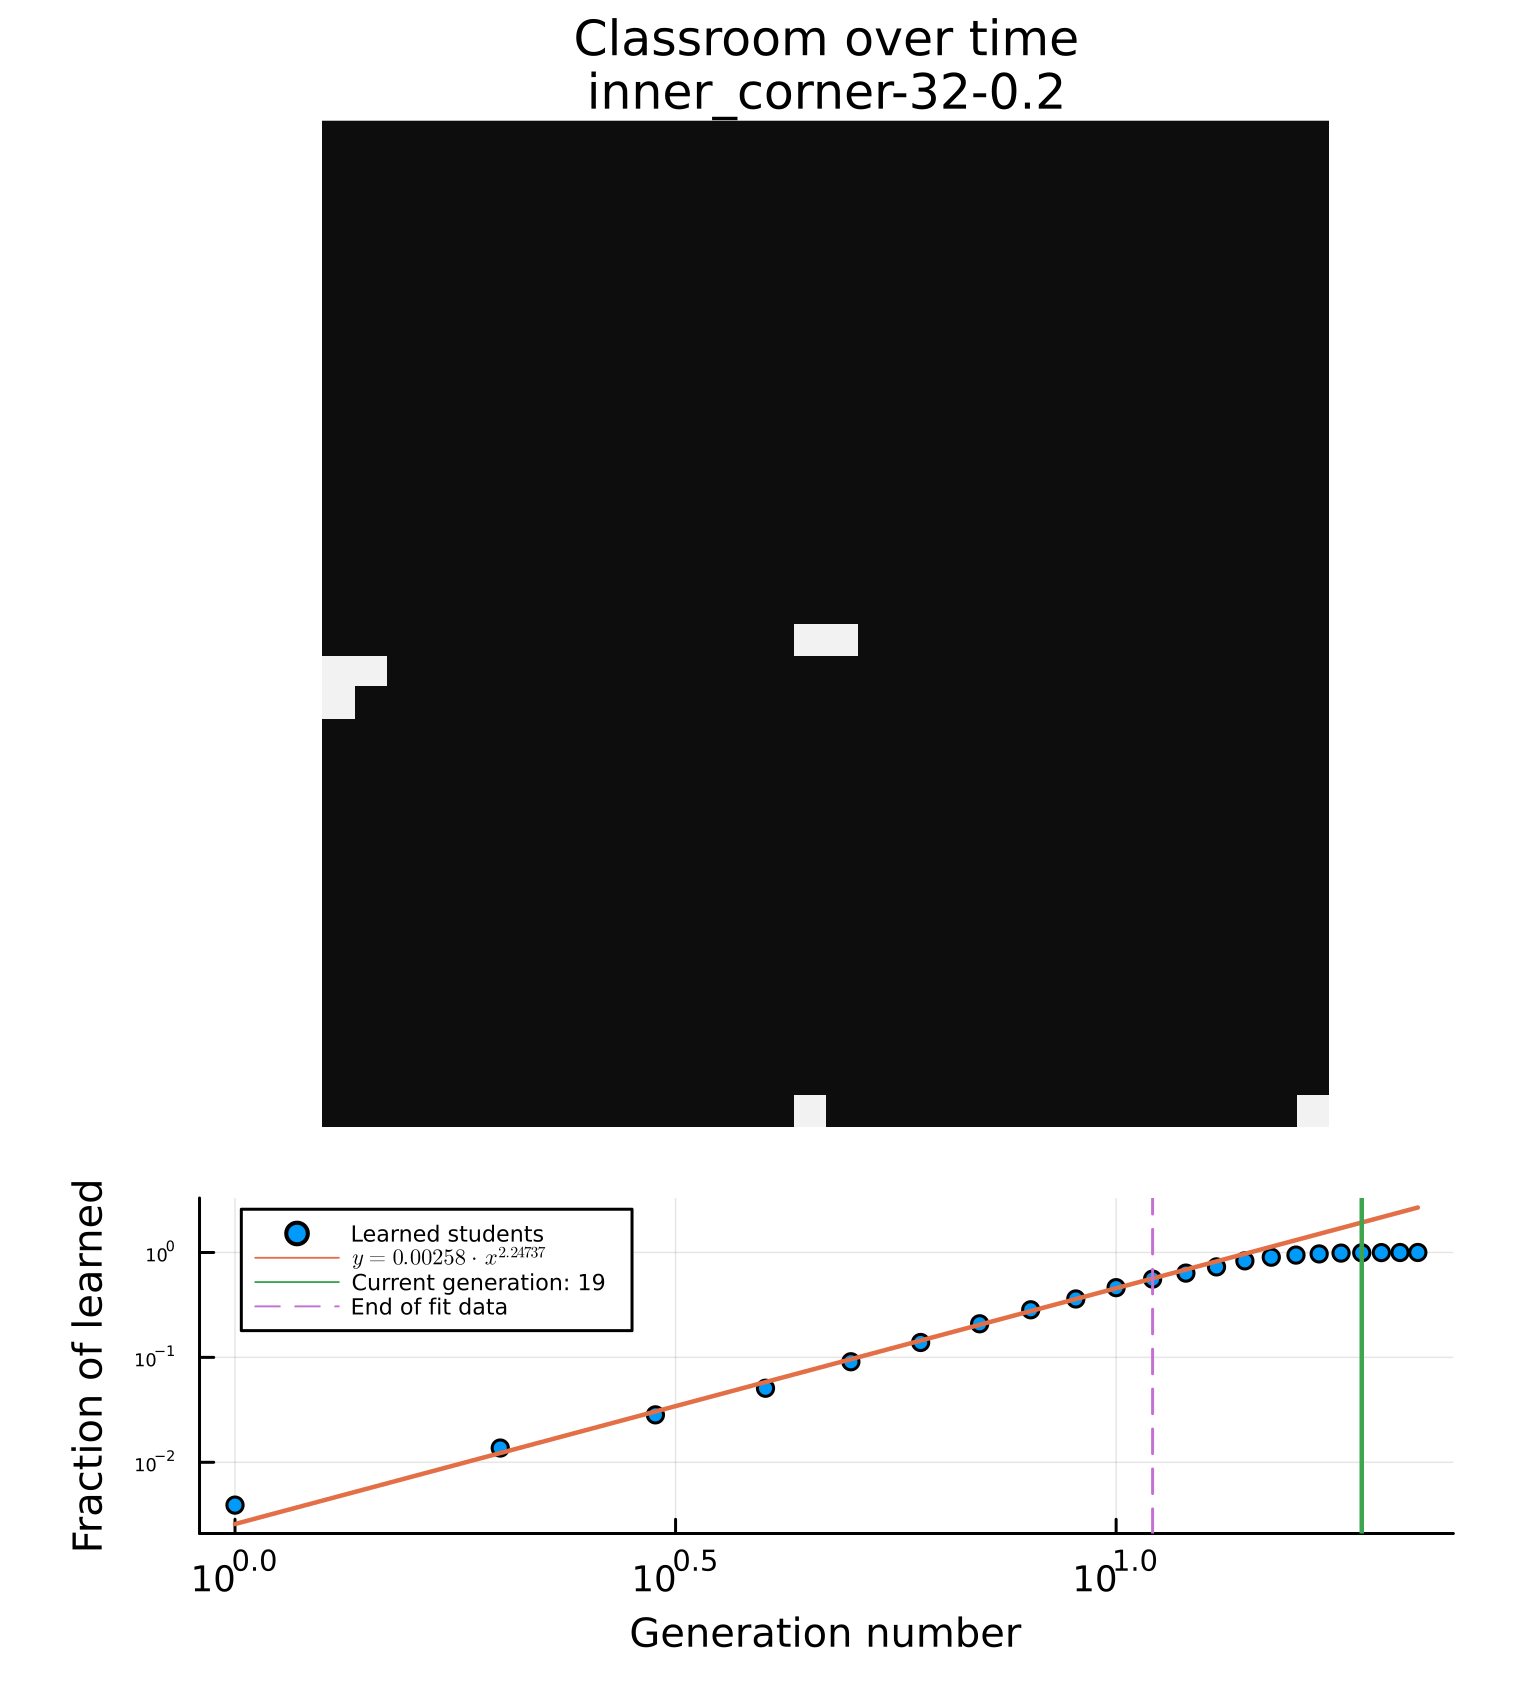 Classroom over time
inner_corner-32-0.2
Fraction of learned
10^0
10^-1
10^-2
Learned students
y = 0.00258 · x^2.24737
Current generation: 19
End of fit data
10^0.0 10^0.5 10^1.0
Generation number